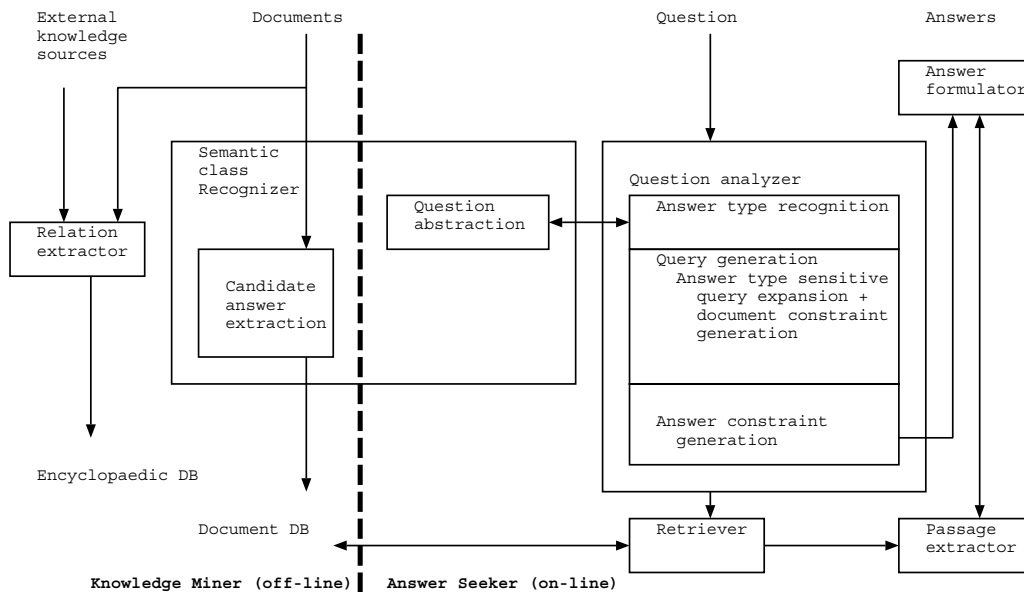 External
knowledge
sources
Documents
Question
Answers
Answer
formulator
Semantic
class
Recognizer
Question analyzer
Question
abstraction
Answer type recognition
Relation
extractor
Candidate
answer
extraction
Query generation
Answer type sensitive
query expansion +
document constraint
generation
Answer constraint
generation
Encyclopaedic DB
Document DB
Retriever
Passage
extractor
Knowledge Miner (off-line)
Answer Seeker (on-line)